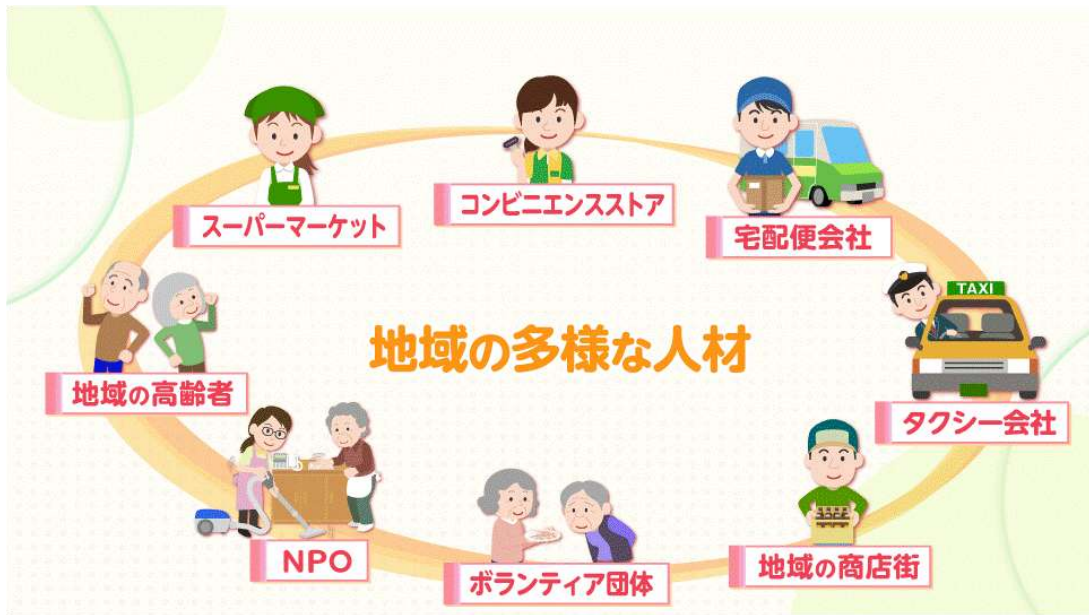 スーパーマーケット
コンビニエンスストア
宅配便会社
TAXI
地域の多様な人材
地域の高齢者
タクシー会社
NPO
ボランティア団体
地域の商店街